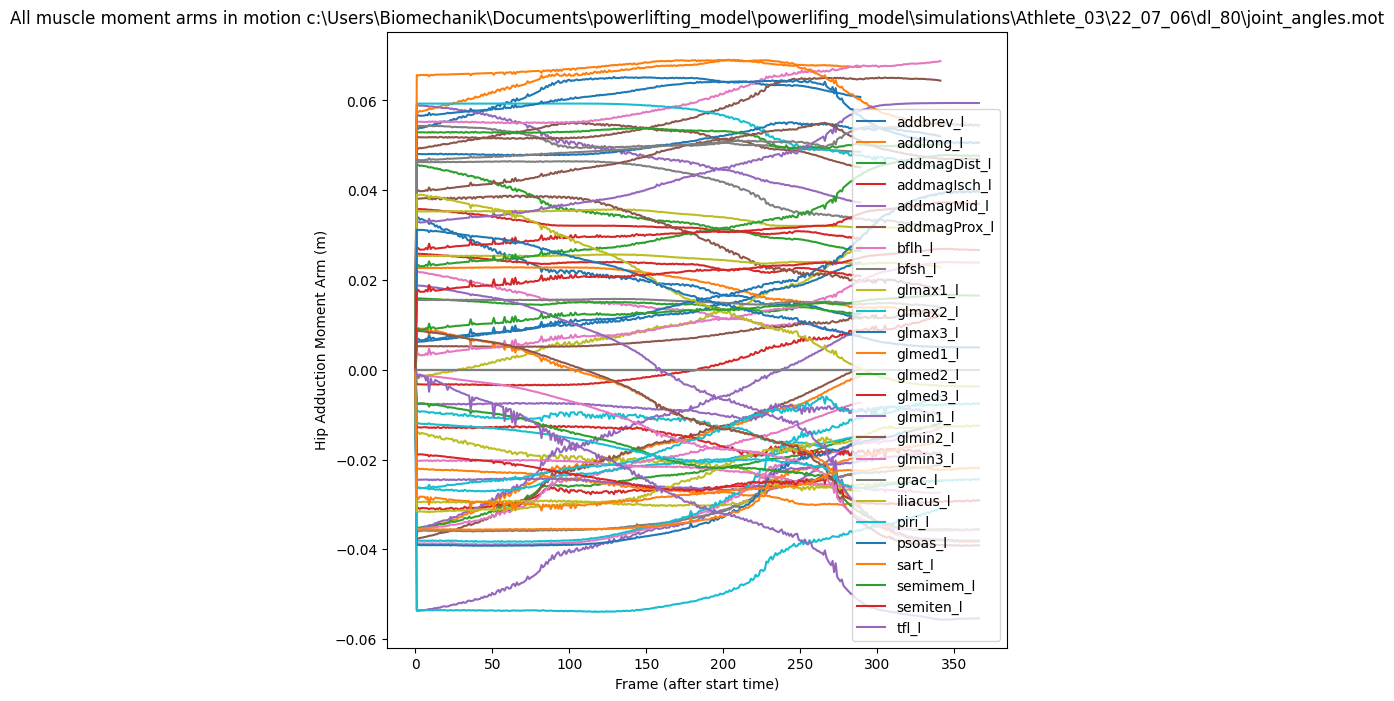 All muscle moment arms in motion c:\Users\Biomechanik\Documents\powerlifting_model\powerlifing_model\simulations\Athlete_03\22_07_06\dl_80\joint_angles.mot
0.06
0.04
0.02
0.00
−0.02
−0.04
−0.06
Hip Adduction Moment Arm (m)
addbrev_l
addlong_l
addmagDist_l
addmagIsch_l
addmagMid_l
addmagProx_l
bflh_l
bfsh_l
glmax1_l
glmax2_l
glmax3_l
glmed1_l
glmed2_l
glmed3_l
glmin1_l
glmin2_l
glmin3_l
grac_l
iliacus_l
piri_l
psoas_l
sart_l
semimem_l
semiten_l
tfl_l
0 50 100 150 200 250 300 350
Frame (after start time)